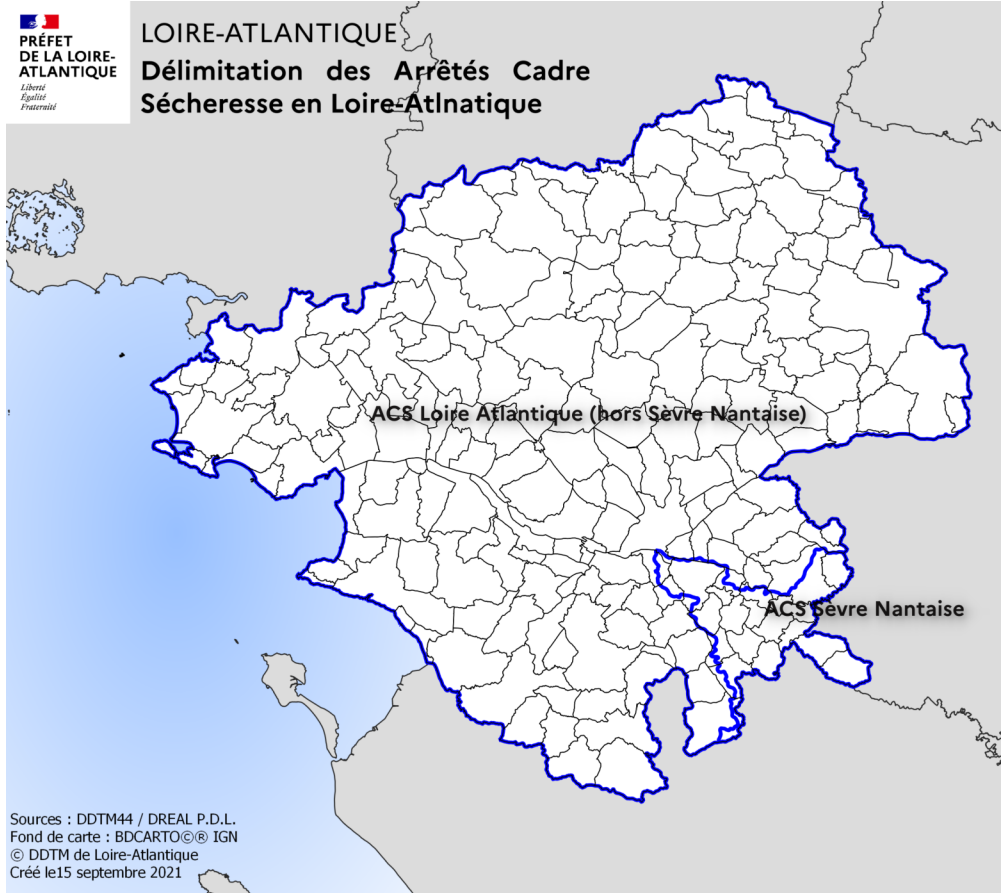 PRÉFET
DE LA LOIRE-
ATLANTIQUE
Liberté
Égalité
Fraternité
LOIRE-ATLANTIQUE
Délimitation des Arrêtés Cadre
Sécheresse en Loire-Atlnatique
ACS Loire Atlantique (hors Sèvre Nantaise)
ACS Sèvre Nantaise
Sources : DDTM44 / DREAL P.D.L.
Fond de carte : BDCARTO©® IGN
© DDTM de Loire-Atlantique
Créé le15 septembre 2021